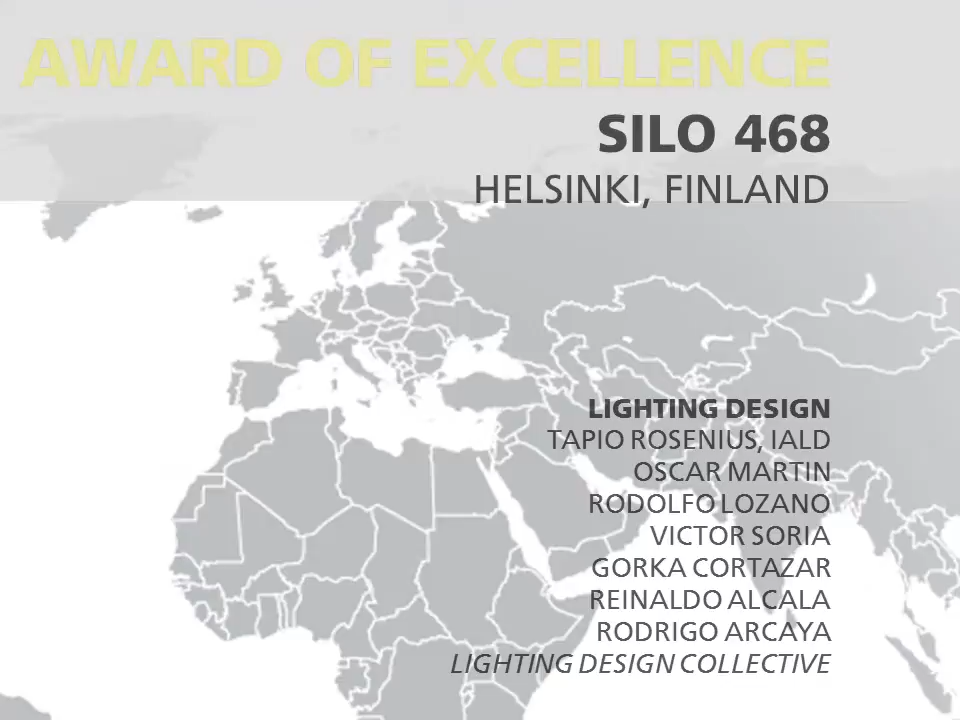 AWARD OF EXCELLENCE
SILO 468
HELSINKI, FINLAND
LIGHTING DESIGN
TAPIO ROSENIUS, IALD
OSCAR MARTIN
RODOLFO LOZANO
VICTOR SORIA
GORKA CORTAZAR
REINALDO ALCALA
RODRIGO ARCAYA
LIGHTING DESIGN COLLECTIVE